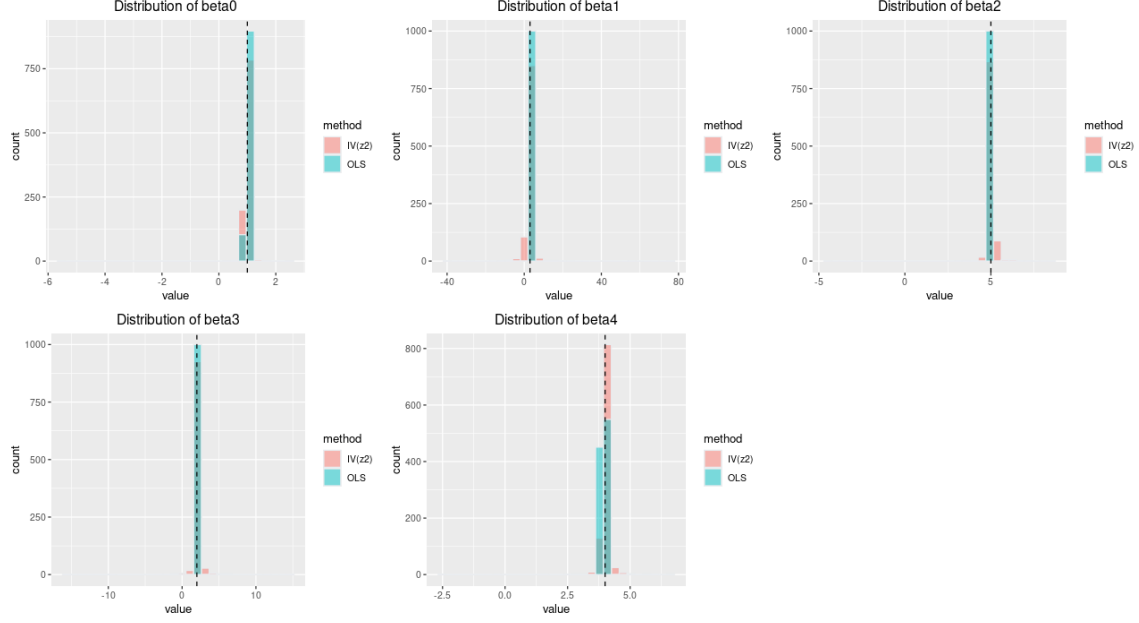 Distribution of beta0
count
750
500
250
0
-6
-4
-2
0
2
value
method
IV(z2)
OLS
Distribution of beta1
count
1000
750
500
250
0
-40
0
40
80
value
method
IV(z2)
OLS
Distribution of beta2
count
1000
750
500
250
0
-5
0
5
value
method
IV(z2)
OLS
Distribution of beta3
count
1000
750
500
250
0
-10
0
10
value
method
IV(z2)
OLS
Distribution of beta4
count
800
600
400
200
0
-2.5
0.0
2.5
5.0
value
method
IV(z2)
OLS